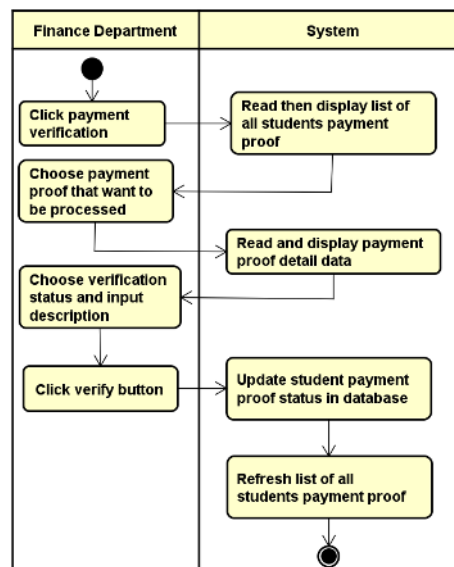 Finance Department
System
Click payment
verification
Read then display list of
all students payment
proof
Choose payment
proof that want to
be processed
Read and display payment
proof detail data
Choose verification
status and input
description
Click verify button
Update student payment
proof status in database
Refresh list of all
students payment proof